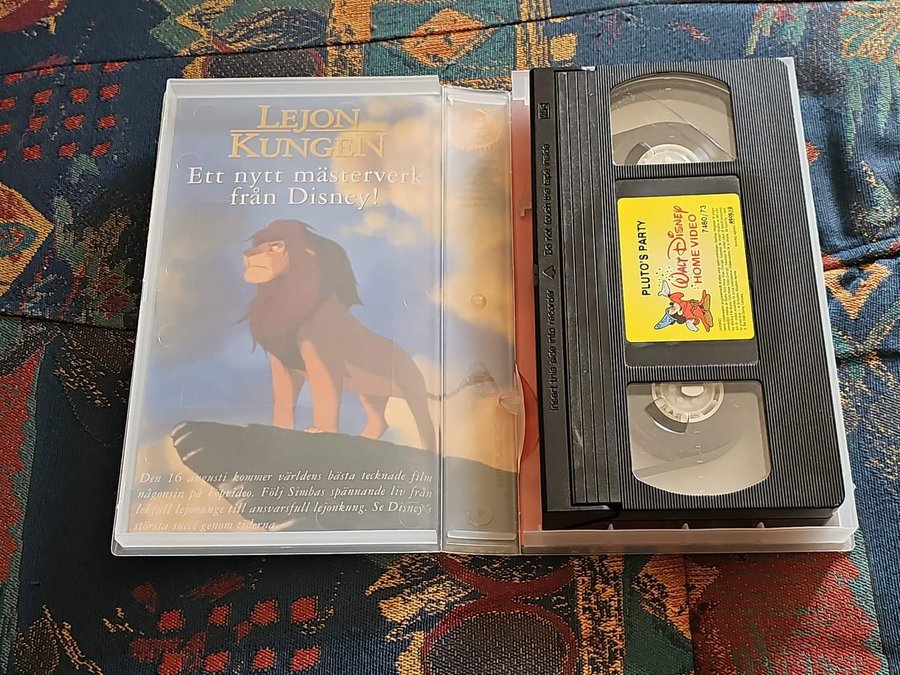 LEJON
KUNGEN
Ett nytt mästerverk
från Disney!
Den 16 augusti kommer världens bästa tecknade film
någonsin på köpvideo. Följ Simbas spännande liv från
lekfull lejonunge till ansvarsfull lejonkung. Se Disney's
största succé genom tiderna.
Insert this side into recorder
Do not touch the tape inside
PLUTO'S PARTY
WALT DISNEY
HOME VIDEO
7460/73